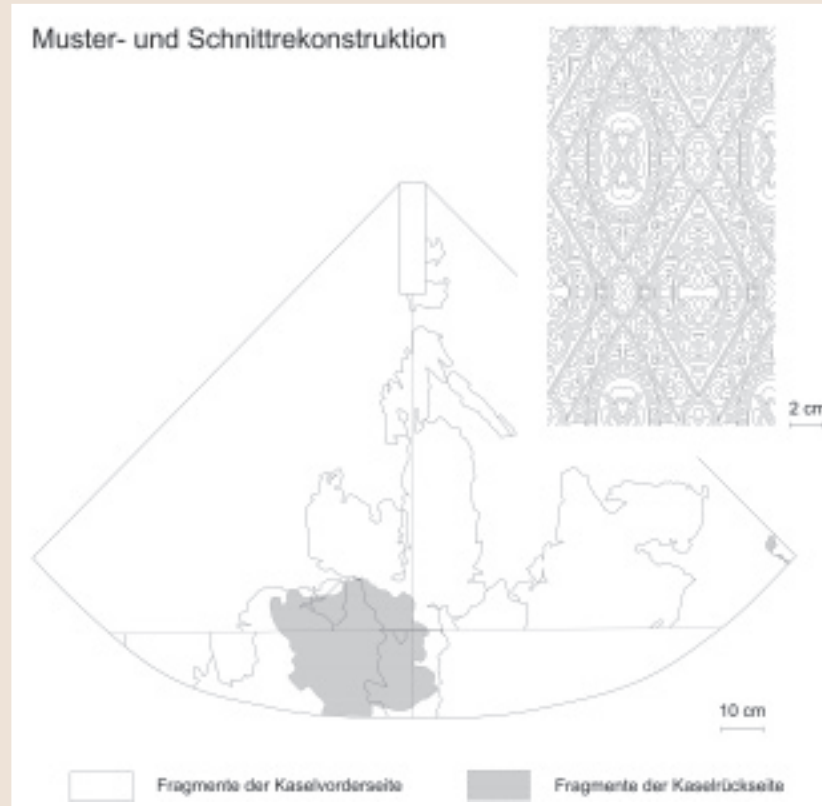 Muster- und Schnittrekonstruktion
2 cm
10 cm
Fragmente der Kaselvorderseite
Fragmente der Kaselrückseite